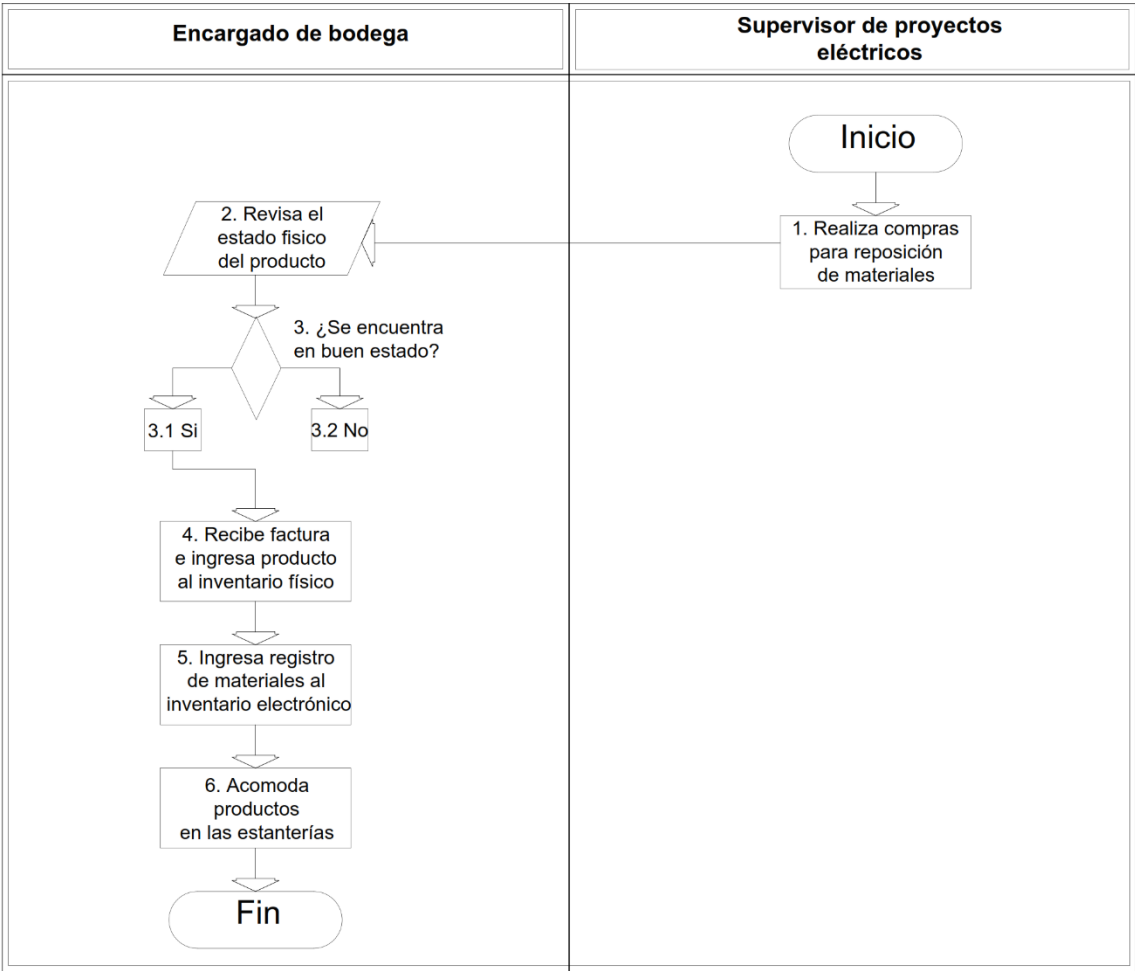 Encargado de bodega
Supervisor de proyectos
eléctricos
Inicio
1. Realiza compras
para reposición
de materiales
2. Revisa el
estado fisico
del producto
3. ¿Se encuentra
en buen estado?
3.1 Si
3.2 No
4. Recibe factura
e ingresa producto
al inventario físico
5. Ingresa registro
de materiales al
inventario electrónico
6. Acomoda
productos
en las estanterías
Fin